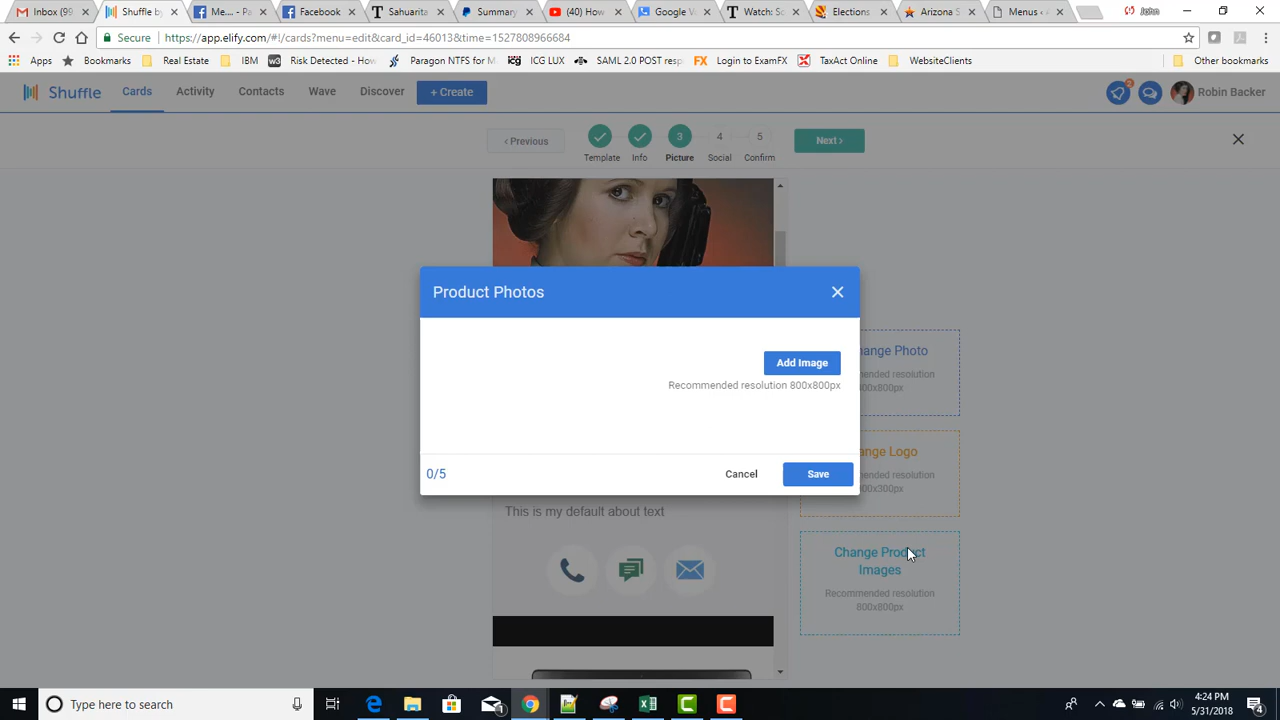 Inbox (99
Shuffle by
Me.... - Pa
Facebook
Sahuarita
Summary
(40) How
Google V
Watch: So
Elections
Arizona S
Menus ‹ A
John
Secure
https://app.elify.com/#!/cards?menu=edit&card_id=46013&time=1527808966684
Apps
Bookmarks
Real Estate
IBM
Risk Detected - How
Paragon NTFS for M
ICG LUX
SAML 2.0 POST resp
Login to ExamFX
TaxAct Online
WebsiteClients
Other bookmarks
Shuffle
Cards
Activity
Contacts
Wave
Discover
+ Create
Robin Backer
‹ Previous
3
4
5
Next ›
Template
Info
Picture
Social
Confirm
Product Photos
Add Image
Recommended resolution 800x800px
0/5
Cancel
Save
ange Photo
ange Logo
This is my default about text
Change Product
Images
Recommended resolution
800x800px
Type here to search
4:24 PM
5/31/2018